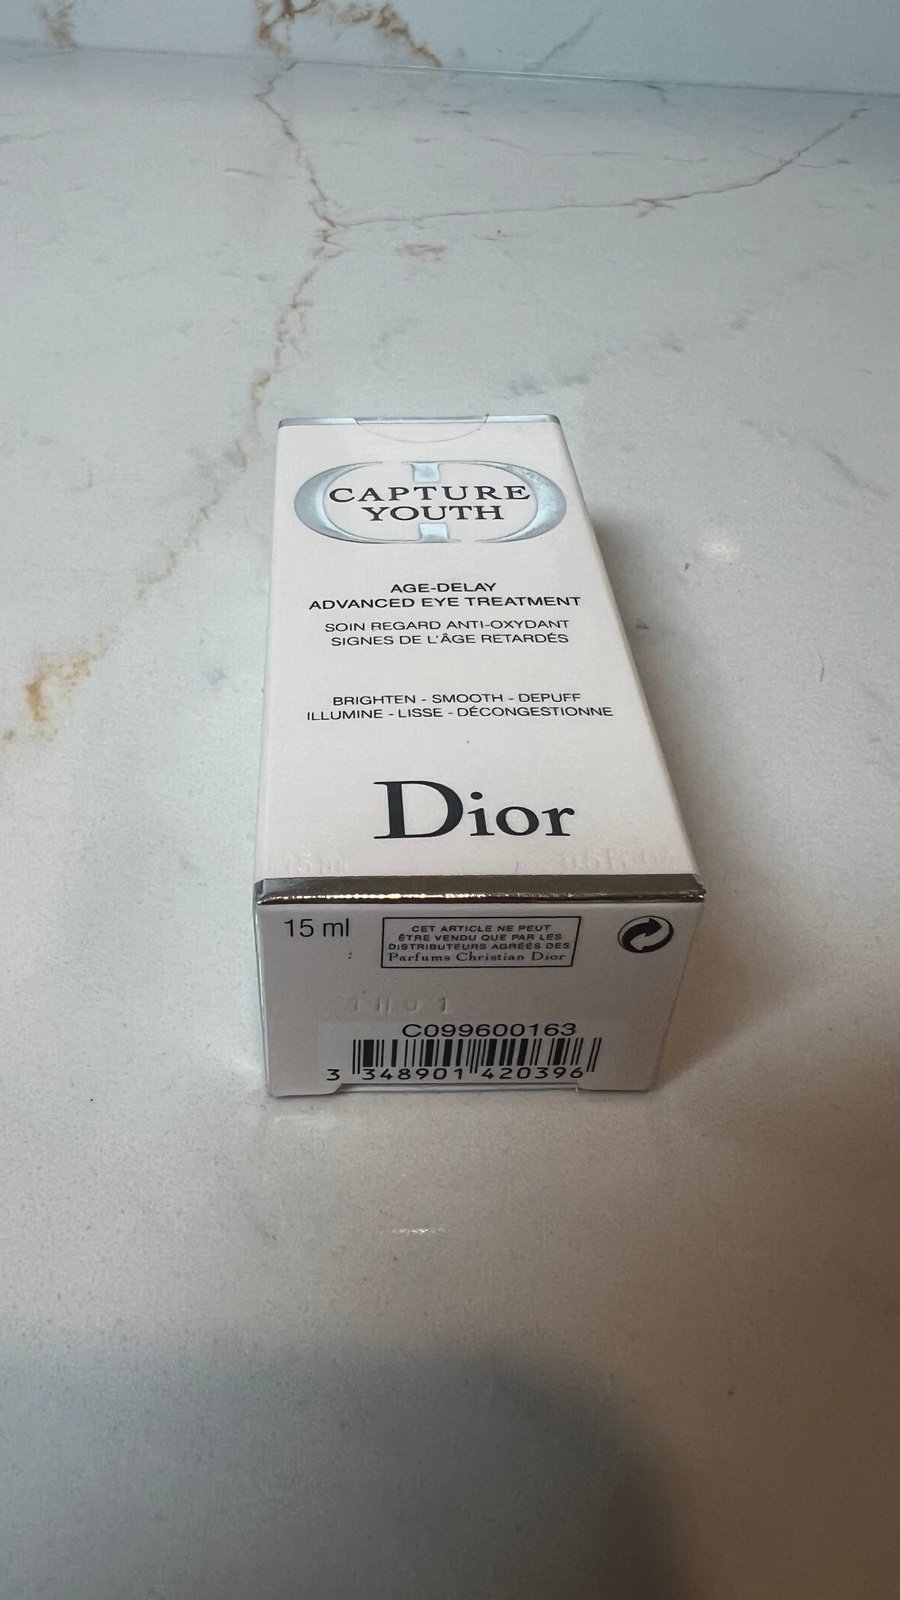 CAPTURE
YOUTH
AGE-DELAY
ADVANCED EYE TREATMENT
SOIN REGARD ANTI-OXYDANT
SIGNES DE L'ÂGE RETARDÉS
BRIGHTEN - SMOOTH - DEPUFF
ILLUMINE - LISSE - DÉCONGESTIONNE
Dior
15 ml
CET ARTICLE NE PEUT
ÊTRE VENDU QUE PAR LES
DISTRIBUTEURS AGRÉÉS DES
Parfums Christian Dior
C099600163
3 348901 420396